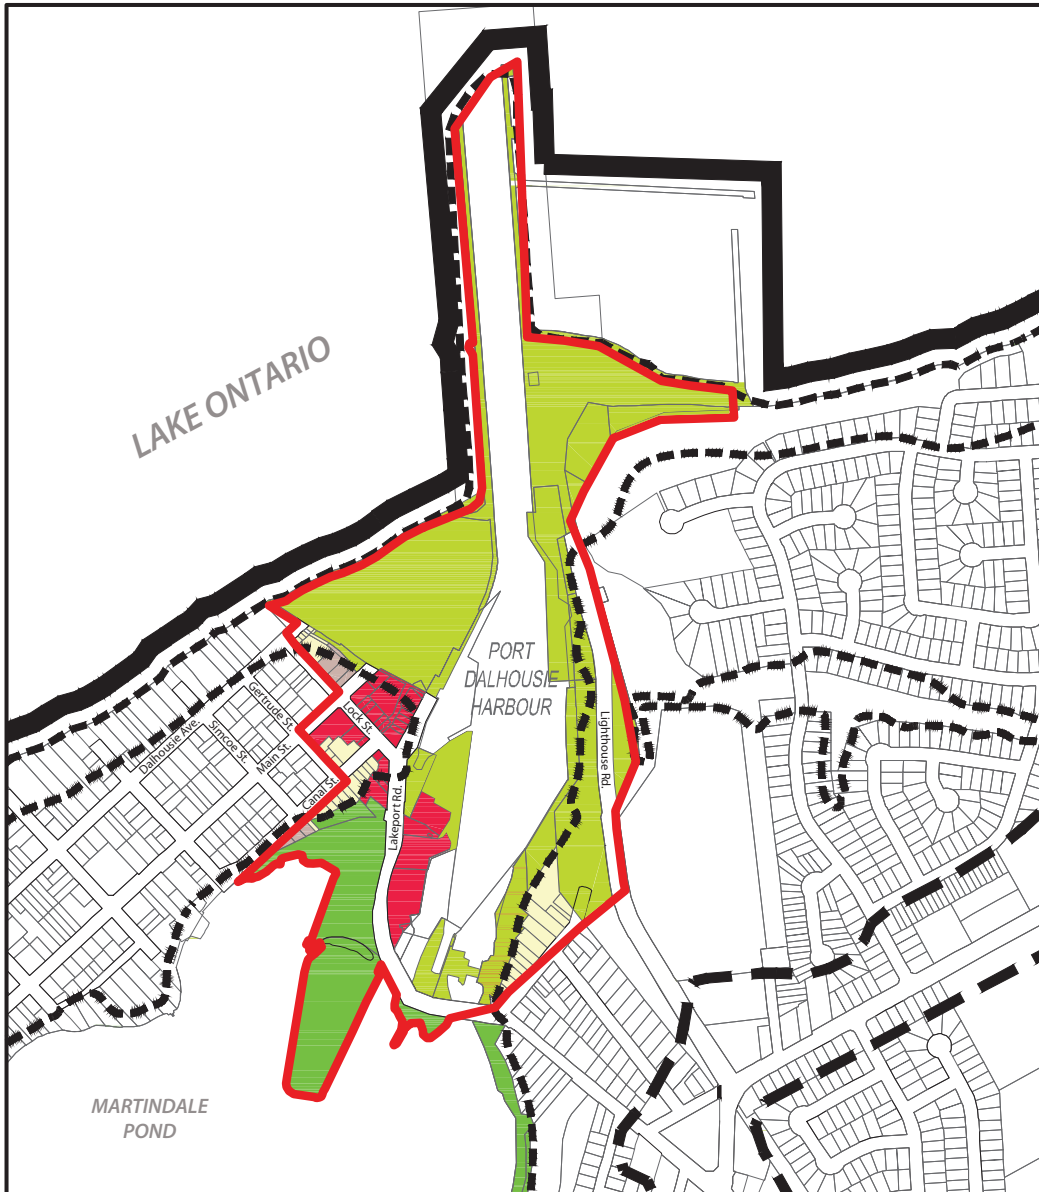 LAKE ONTARIO
PORT
DALHOUSIE
HARBOUR
Gertrude St.
Lock St.
Dalhousie Ave.
Simcoe St.
Main St.
Canal St.
Lakeport Rd.
Lighthouse Rd.
MARTINDALE
POND